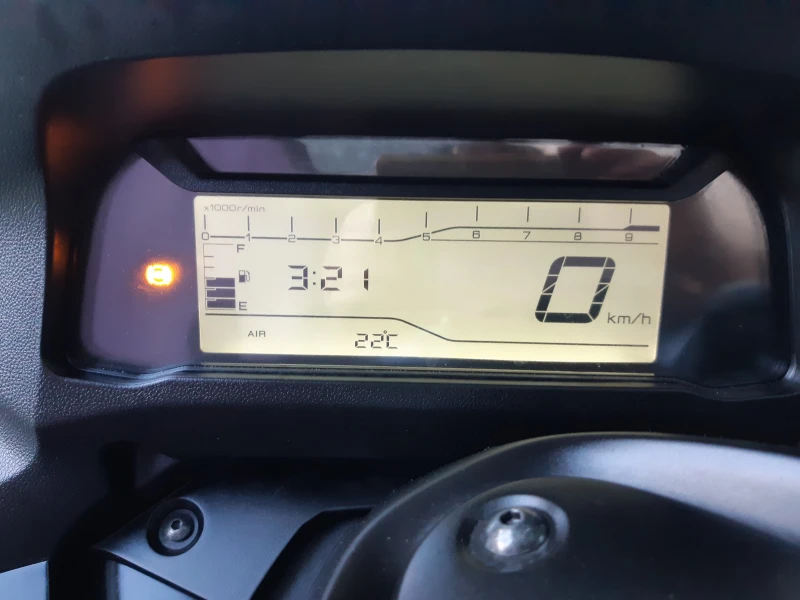 x1000r/min
0 1 2 3 4 5 6 7 8 9
F
3:21
0
E
km/h
AIR 22°C